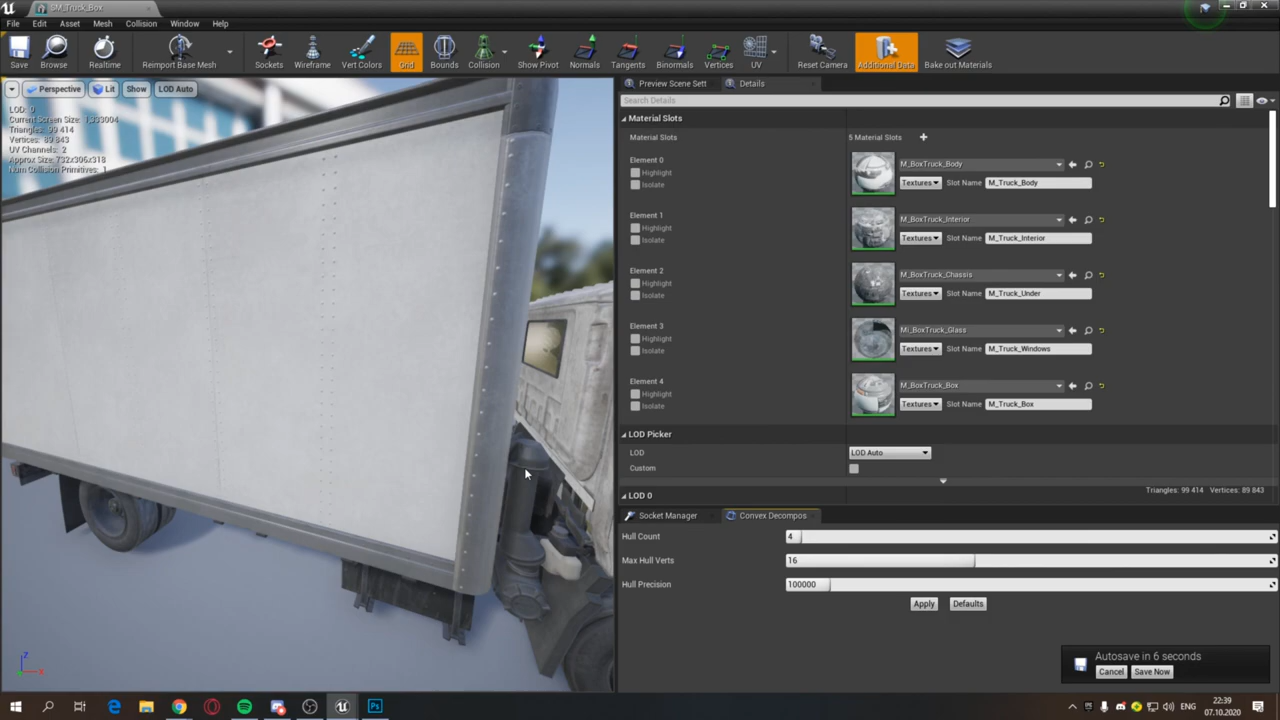 SM_Truck_Box
File Edit Asset Mesh Collision Window Help
Save Browse Realtime Reimport Base Mesh Sockets Wireframe Vert Colors Grid Bounds Collision Show Pivot Normals Tangents Binormals Vertices UV Reset Camera Additional Data Bake out Materials
Perspective Lit Show LOD Auto
LOD: 0
Current Screen Size: 1,333004
Triangles: 99 414
Vertices: 89 843
UV Channels: 2
Approx Size: 732x306x318
Num Collision Primitives: 1
Preview Scene Sett Details
Search Details
Material Slots
Material Slots 5 Material Slots
Element 0 M_BoxTruck_Body
Highlight
Isolate Textures Slot Name M_Truck_Body
Element 1 M_BoxTruck_Interior
Highlight
Isolate Textures Slot Name M_Truck_Interior
Element 2 M_BoxTruck_Chassis
Highlight
Isolate Textures Slot Name M_Truck_Under
Element 3 MI_BoxTruck_Glass
Highlight
Isolate Textures Slot Name M_Truck_Windows
Element 4 M_BoxTruck_Box
Highlight
Isolate Textures Slot Name M_Truck_Box
LOD Picker
LOD LOD Auto
Custom
LOD 0 Triangles: 99 414 Vertices: 89 843
Socket Manager Convex Decompos
Hull Count 4
Max Hull Verts 16
Hull Precision 100000
Apply Defaults
Autosave in 6 seconds
Cancel Save Now
Z
X
ENG
22:39
07.10.2020